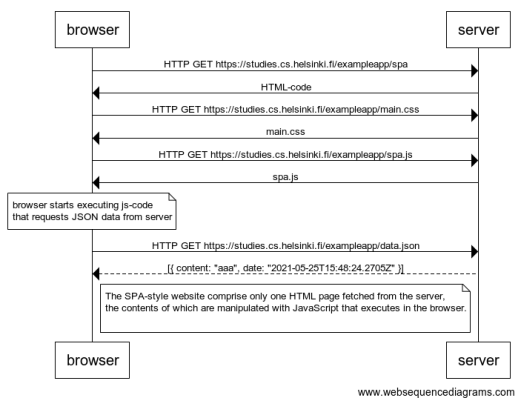 browser
server
HTTP GET https://studies.cs.helsinki.fi/exampleapp/spa
HTML-code
HTTP GET https://studies.cs.helsinki.fi/exampleapp/main.css
main.css
HTTP GET https://studies.cs.helsinki.fi/exampleapp/spa.js
spa.js
browser starts executing js-code
that requests JSON data from server
HTTP GET https://studies.cs.helsinki.fi/exampleapp/data.json
[{ content: "aaa", date: "2021-05-25T15:48:24.2705Z" }]
The SPA-style website comprise only one HTML page fetched from the server,
the contents of which are manipulated with JavaScript that executes in the browser.
browser
server
www.websequencediagrams.com